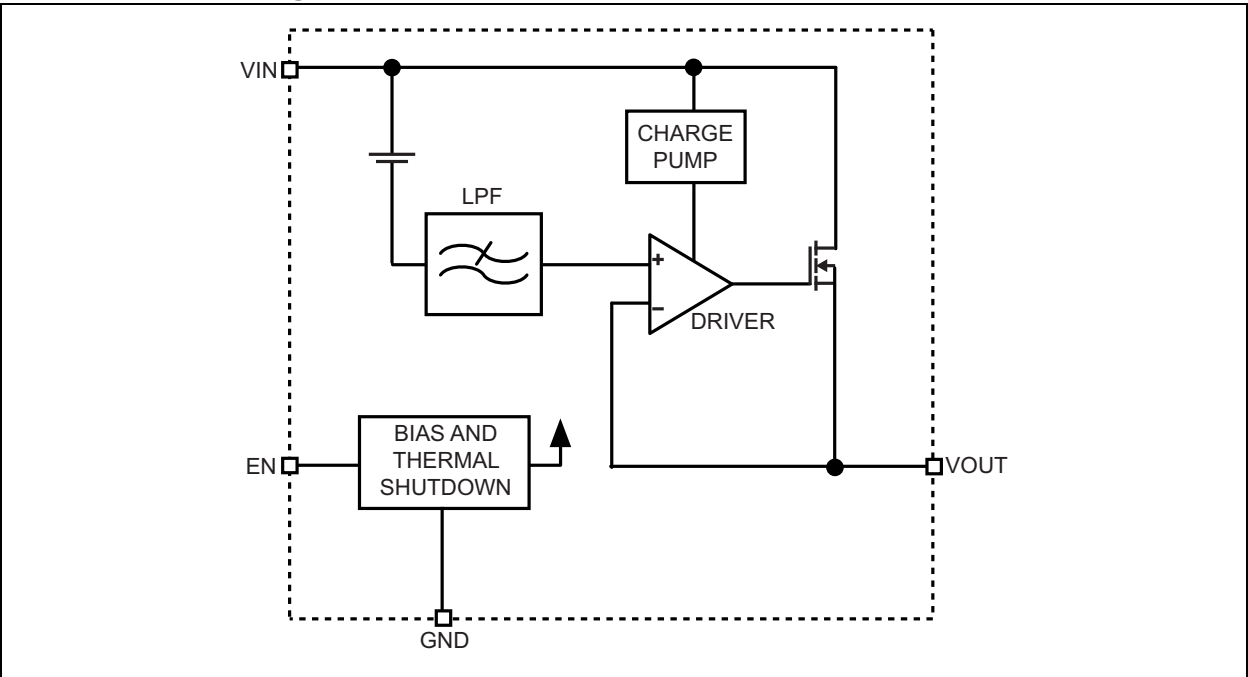 VIN
CHARGE
PUMP
LPF
+
−
DRIVER
BIAS AND
THERMAL
SHUTDOWN
EN
VOUT
GND